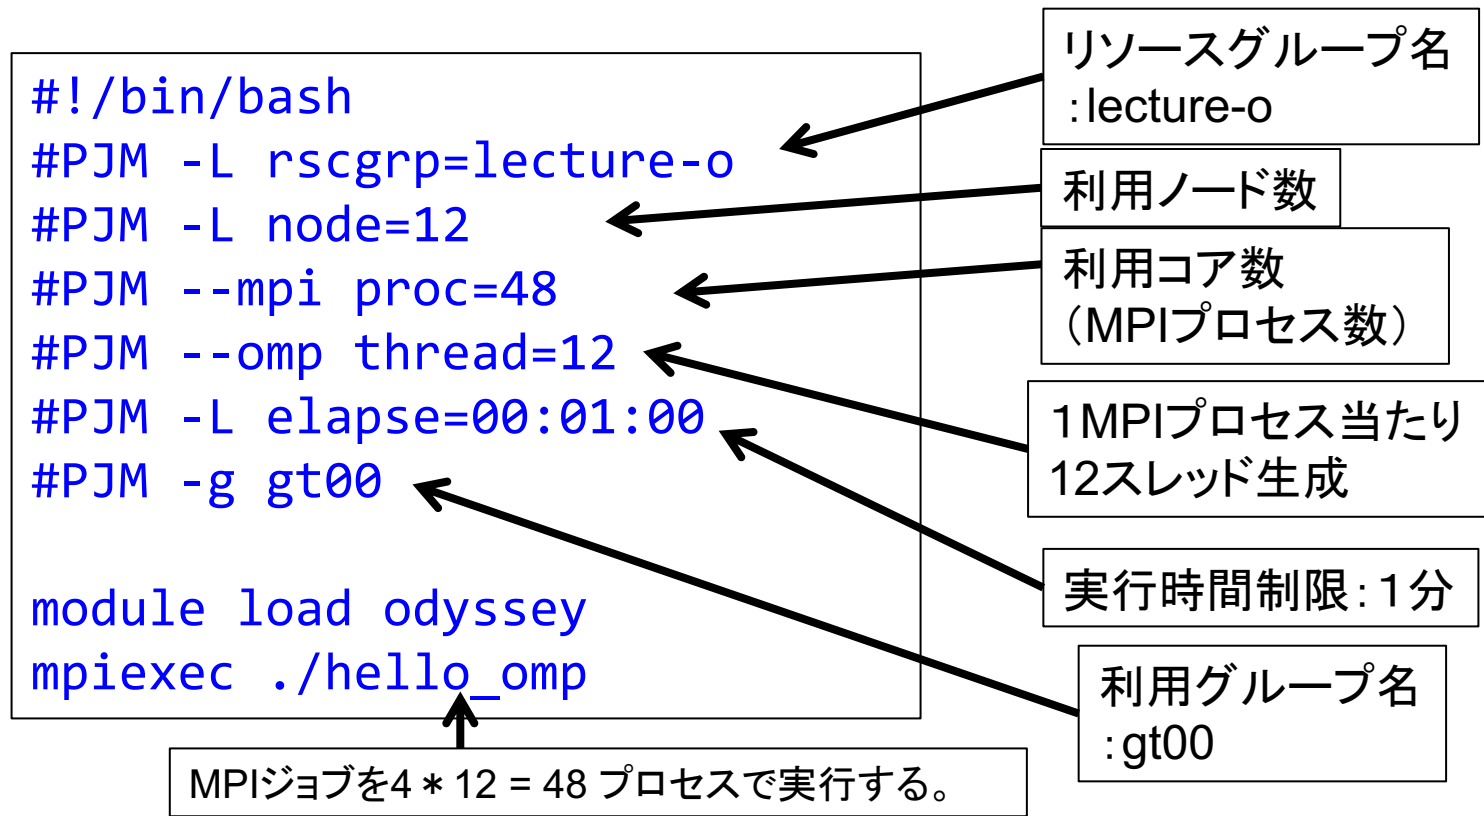 #!/bin/bash
#PJM -L rscgrp=lecture-o
#PJM -L node=12
#PJM --mpi proc=48
#PJM --omp thread=12
#PJM -L elapse=00:01:00
#PJM -g gt00
module load odyssey
mpiexec ./hello_omp
リソースグループ名
:lecture-o
利用ノード数
利用コア数
（MPIプロセス数）
１MPIプロセス当たり
12スレッド生成
実行時間制限：１分
利用グループ名
:gt00
MPIジョブを4＊12 = 48 プロセスで実行する。